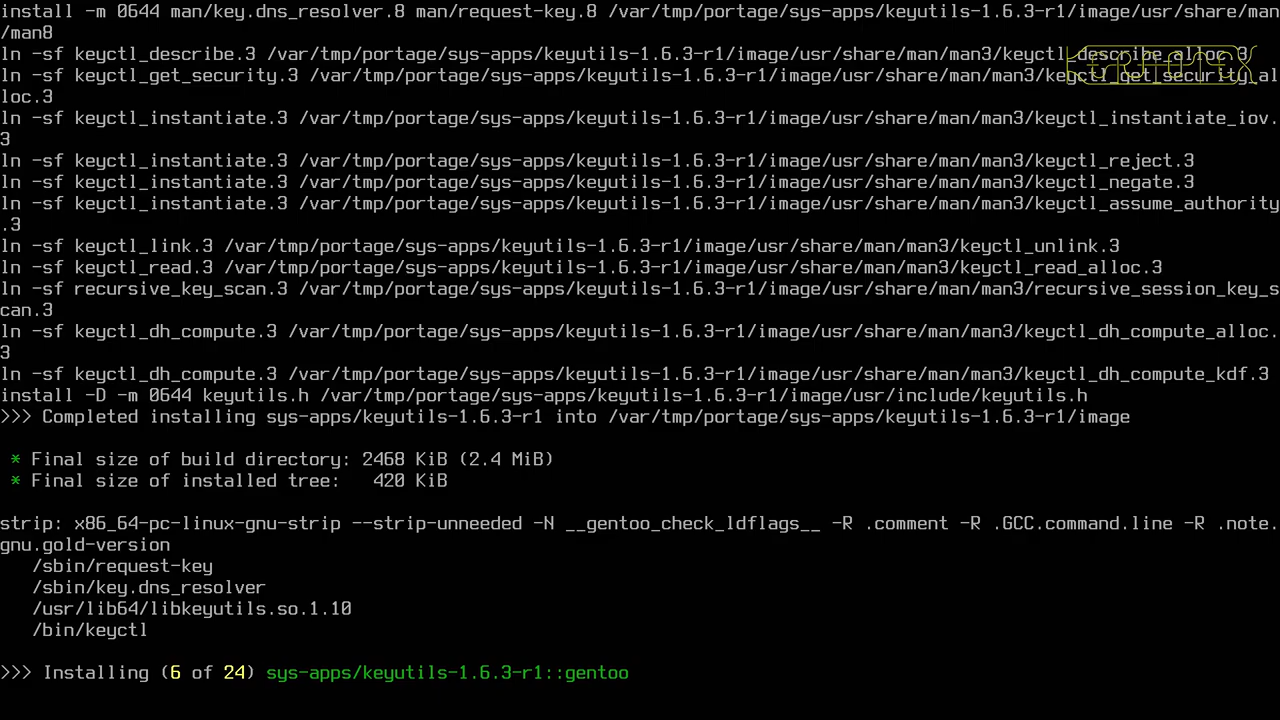 install -m 0644 man/key.dns_resolver.8 man/request-key.8 /var/tmp/portage/sys-apps/keyutils-1.6.3-r1/image/usr/share/man
/man8
ln -sf keyctl_describe.3 /var/tmp/portage/sys-apps/keyutils-1.6.3-r1/image/usr/share/man/man3/keyctl_describe_alloc.3
ln -sf keyctl_get_security.3 /var/tmp/portage/sys-apps/keyutils-1.6.3-r1/image/usr/share/man/man3/keyctl_get_security_al
loc.3
ln -sf keyctl_instantiate.3 /var/tmp/portage/sys-apps/keyutils-1.6.3-r1/image/usr/share/man/man3/keyctl_instantiate_iov.
3
ln -sf keyctl_instantiate.3 /var/tmp/portage/sys-apps/keyutils-1.6.3-r1/image/usr/share/man/man3/keyctl_reject.3
ln -sf keyctl_instantiate.3 /var/tmp/portage/sys-apps/keyutils-1.6.3-r1/image/usr/share/man/man3/keyctl_negate.3
ln -sf keyctl_instantiate.3 /var/tmp/portage/sys-apps/keyutils-1.6.3-r1/image/usr/share/man/man3/keyctl_assume_authority
.3
ln -sf keyctl_link.3 /var/tmp/portage/sys-apps/keyutils-1.6.3-r1/image/usr/share/man/man3/keyctl_unlink.3
ln -sf keyctl_read.3 /var/tmp/portage/sys-apps/keyutils-1.6.3-r1/image/usr/share/man/man3/keyctl_read_alloc.3
ln -sf recursive_key_scan.3 /var/tmp/portage/sys-apps/keyutils-1.6.3-r1/image/usr/share/man/man3/recursive_session_key_s
can.3
ln -sf keyctl_dh_compute.3 /var/tmp/portage/sys-apps/keyutils-1.6.3-r1/image/usr/share/man/man3/keyctl_dh_compute_alloc.
3
ln -sf keyctl_dh_compute.3 /var/tmp/portage/sys-apps/keyutils-1.6.3-r1/image/usr/share/man/man3/keyctl_dh_compute_kdf.3
install -D -m 0644 keyutils.h /var/tmp/portage/sys-apps/keyutils-1.6.3-r1/image/usr/include/keyutils.h
>>> Completed installing sys-apps/keyutils-1.6.3-r1 into /var/tmp/portage/sys-apps/keyutils-1.6.3-r1/image
* Final size of build directory: 2468 KiB (2.4 MiB)
* Final size of installed tree:   420 KiB
strip: x86_64-pc-linux-gnu-strip --strip-unneeded -N __gentoo_check_ldflags__ -R .comment -R .GCC.command.line -R .note.
gnu.gold-version
/sbin/request-key
/sbin/key.dns_resolver
/usr/lib64/libkeyutils.so.1.10
/bin/keyctl
>>> Installing (6 of 24) sys-apps/keyutils-1.6.3-r1::gentoo